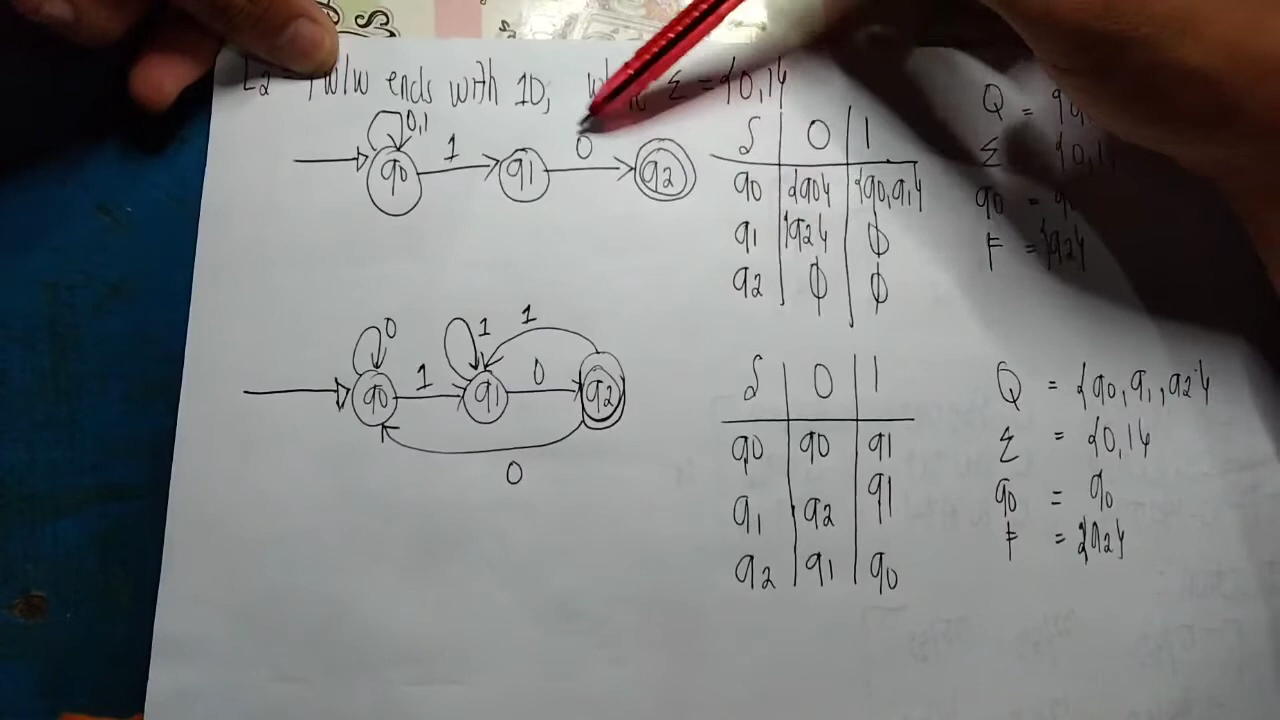 L2 = {w/w ends with 10, Σ = {0,1}
0,1
q0 1 q1 0 q2
δ 0 1
q0 {q0} {q0,q1}
q1 {q2} ϕ
q2 ϕ ϕ
Q =
Σ {0,1
q0 =
F = {q2}
0 1 1
q0 1 q1 0 q2
0
δ 0 1
q0 q0 q1
q1 q2 q1
q2 q1 q0
Q = {q0,q1,q2}
Σ = {0,1}
q0 = q0
F = {q2}